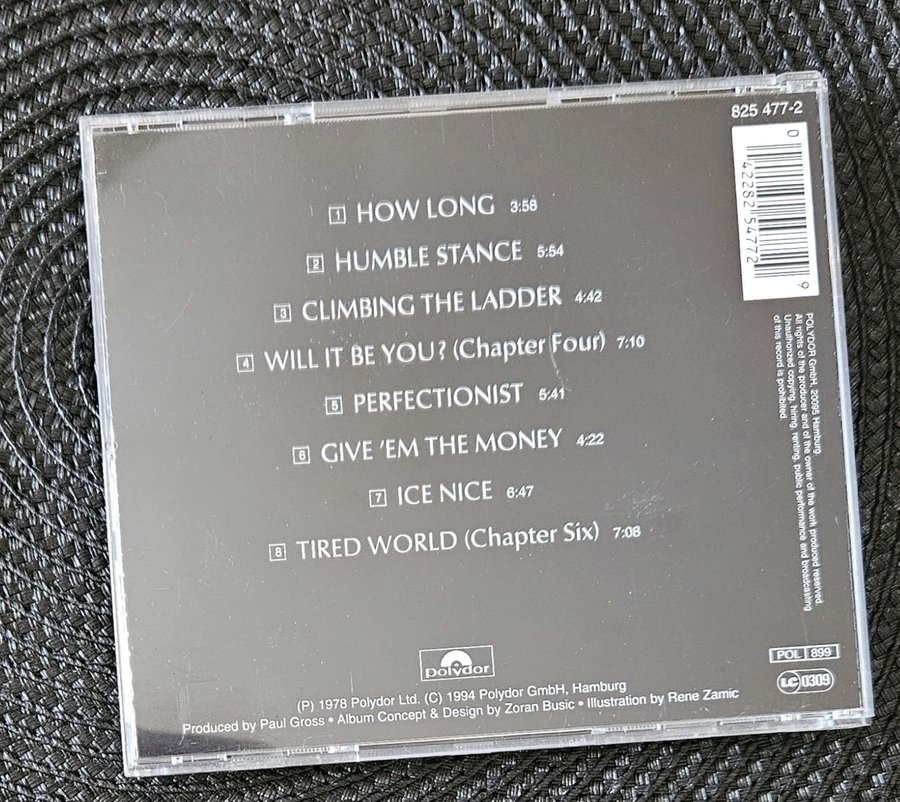 825 477-2
0 42282 54772 9
1 HOW LONG 3:58
2 HUMBLE STANCE 5:54
3 CLIMBING THE LADDER 4:42
4 WILL IT BE YOU? (Chapter Four) 7:10
5 PERFECTIONIST 5:41
6 GIVE 'EM THE MONEY 4:22
7 ICE NICE 6:47
8 TIRED WORLD (Chapter Six) 7:08
POLYDOR GmbH, 20095 Hamburg
All rights of the producer and of the owner of the work produced reserved.
Unauthorized copying, hiring, renting, public performance and broadcasting
of this record is prohibited.
polydor
POL 899
LC 0309
(P) 1978 Polydor Ltd. (C) 1994 Polydor GmbH, Hamburg
Produced by Paul Gross • Album Concept & Design by Zoran Busic • Illustration by Rene Zamic